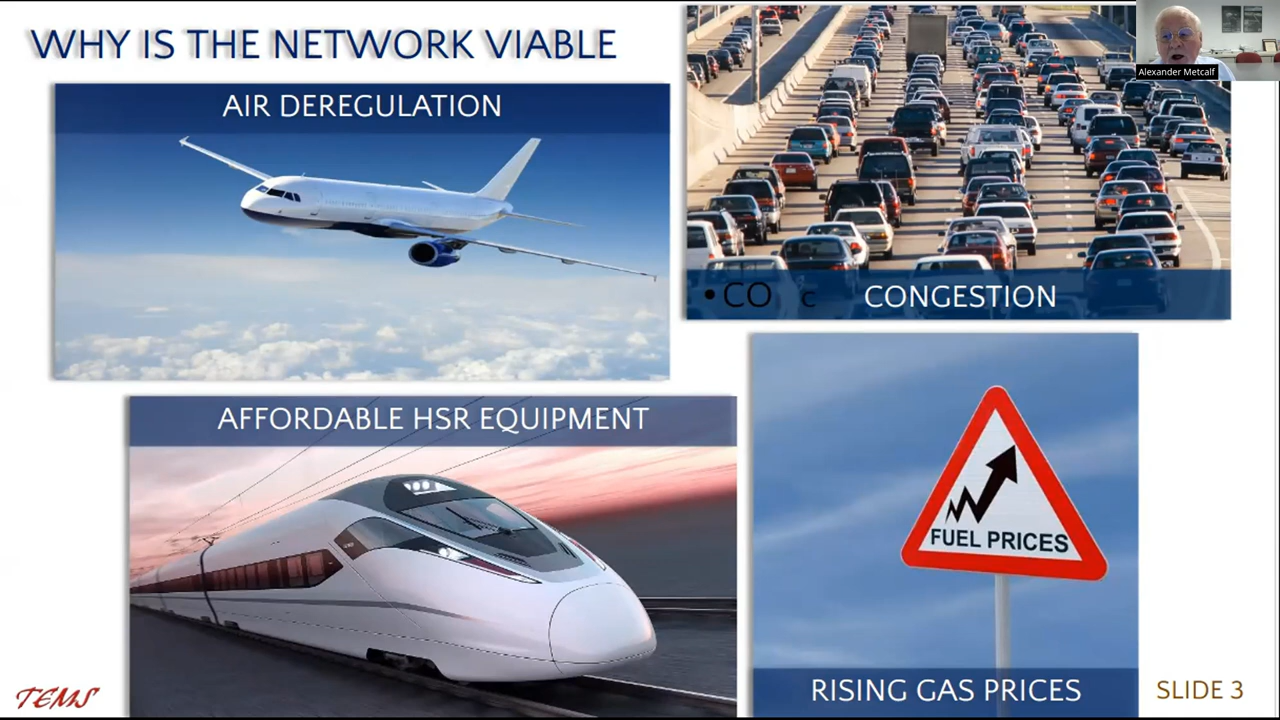 WHY IS THE NETWORK VIABLE
Alexander Metcalf
AIR DEREGULATION
• CO c CONGESTION
AFFORDABLE HSR EQUIPMENT
FUEL PRICES
RISING GAS PRICES
TEMS
SLIDE 3